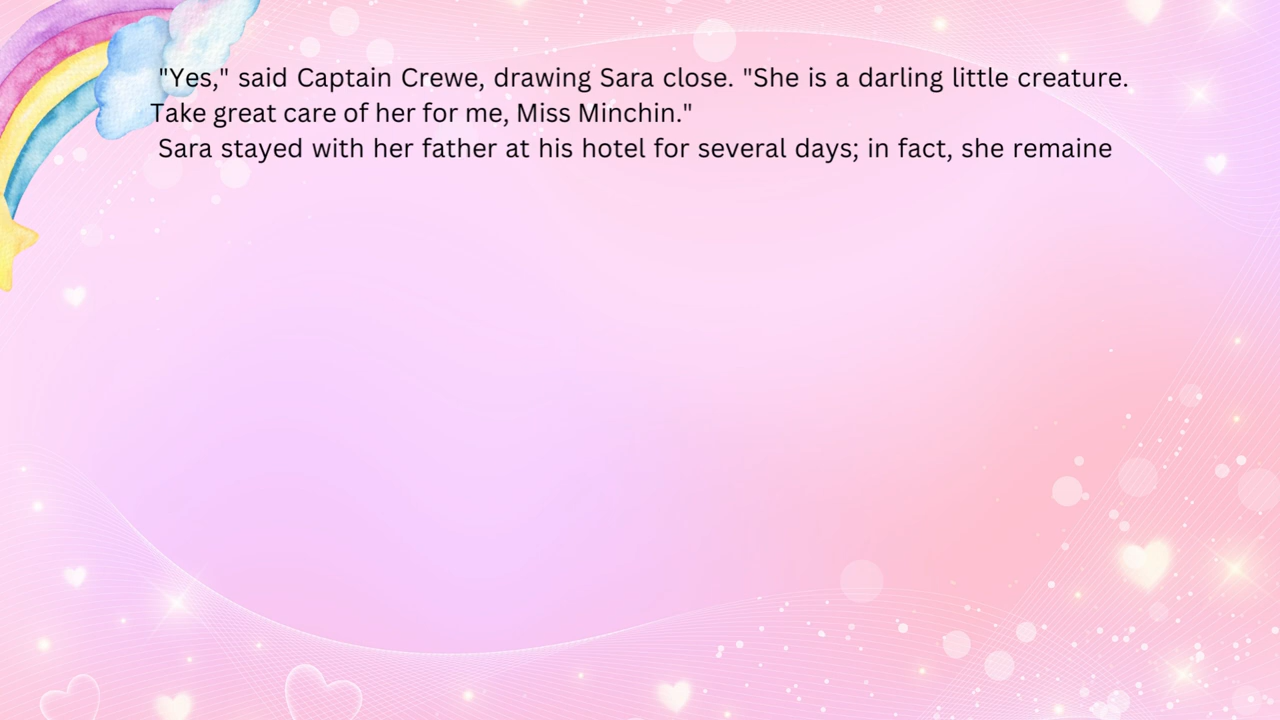 "Yes," said Captain Crewe, drawing Sara close. "She is a darling little creature.
Take great care of her for me, Miss Minchin."
Sara stayed with her father at his hotel for several days; in fact, she remaine